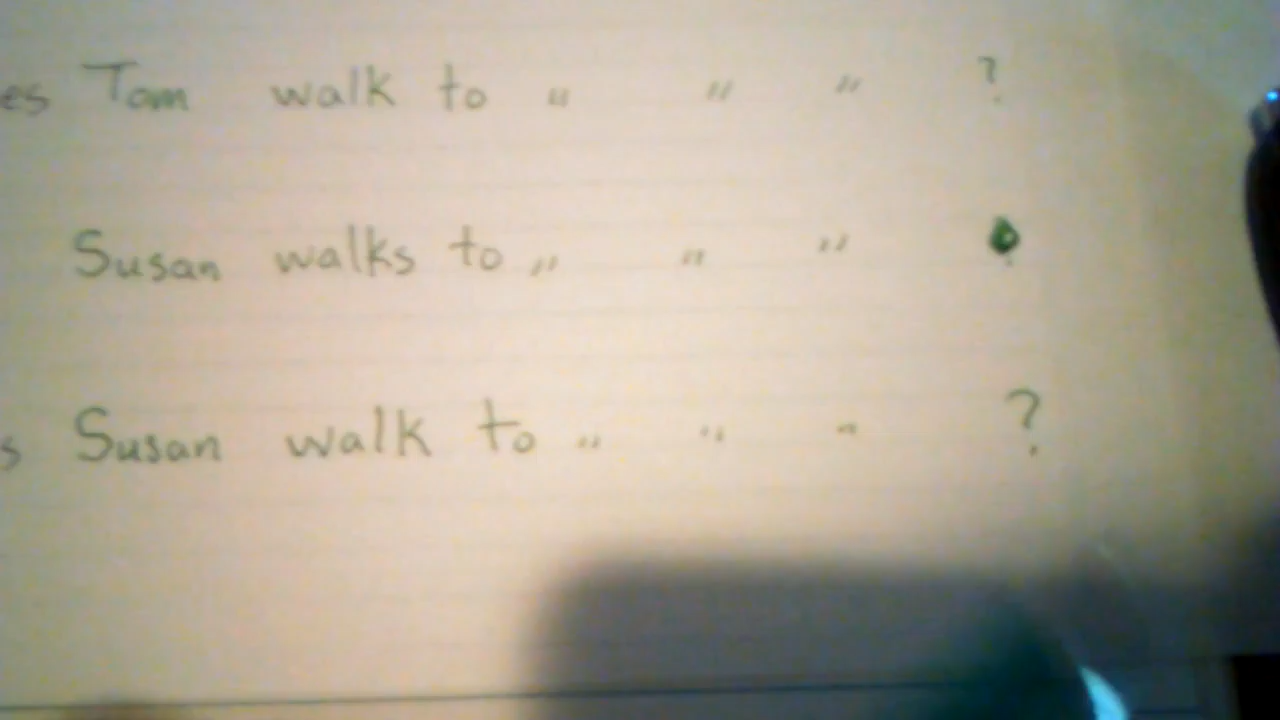 es Tom walk to " " " ?
Susan walks to " " " .
s Susan walk to " " " ?